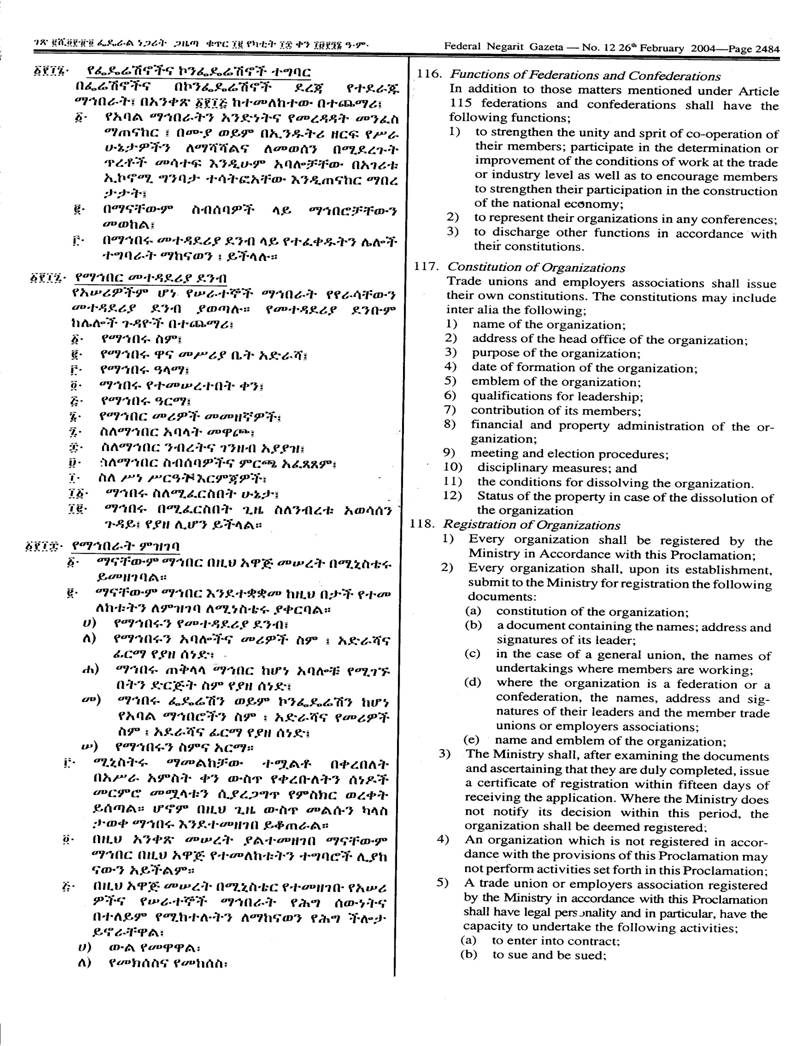 ገጽ ፪ሺ፬፻፹፬ ፌዴራል ነጋሪት ጋዜጣ ቁጥር ፲፪ የካቲት ፲፰ ቀን ፲፱፻፺፮ ዓ·ም·
Federal Negarit Gazeta — No. 12 26th February 2004—Page 2484
፩፻፲፮· የፌዴሬሽኖችና ኮንፌዴሬሽኖች ተግባር
በፌዴሬሽኖችና በኮንፌዴሬሽኖች ደረጃ የተደራጁ
ማኅበራት፤ በአንቀጽ ፩፻፲፭ ከተመለከተው በተጨማሪ፤
፩· የአባል ማኅበራትን አንድነትና የመረዳዳት መንፈስ
ማጠናከር ፤ በሙያ ወይም በኢንዱትሪ ዘርፍ የሥራ
ሁኔታዎችን ለማሻሻልና ለመወሰን በሚደረጉት
ጥረቶች መሳተፍ እንዲሁም አባሎቻቸው በአገሪቱ
ኢኮኖሚ ግንባታ ተሳትፎአቸው እንዲጠናከር ማበረ
ታታት፤
፪· በማናቸውም ስብሰባዎች ላይ ማኅበሮቻቸውን
መወከል፤
፫· በማኅበሩ መተዳደሪያ ደንብ ላይ የተፈቀዱትን ሌሎች
ተግባራት ማከናወን ፤ ይችላሉ።
፩፻፲፯· የማኅበር መተዳደሪያ ደንብ
የአሠሪዎችም ሆነ የሠራተኞች ማኅበራት የየራሳቸውን
መተዳደሪያ ደንብ ያወጣሉ። የመተዳደሪያ ደንቡም
ከሌሎች ጉዳዮች በተጨማሪ፤
፩· የማኅበሩ ስም፤
፪· የማኅበሩ ዋና መሥሪያ ቤት አድራሻ፤
፫· የማኅበሩ ዓላማ፤
፬· ማኅበሩ የተመሠረተበት ቀን፤
፭· የማኅበሩ ዓርማ፤
፮· የማኅበር መሪዎች መመዘኛዎች፤
፯· ስለማኅበር አባላት መዋጮ፤
፰· ስለማኅበር ንብረትና ገንዘብ አያያዝ፤
፱· ስለማኅበር ስብሰባዎችና ምርጫ አፈጻጸም፤
፲· ስለ ሥነ ሥርዓት እርምጃዎች፤
፲፩· ማኅበሩ ስለሚፈርስበት ሁኔታ፤
፲፪· ማኅበሩ በሚፈርስበት ጊዜ ስለንብረቱ አወሳሰን
ጉዳይ፤ የያዘ ሊሆን ይችላል።
፩፻፲፰· የማኅበራት ምዝገባ
፩· ማናቸውም ማኅበር በዚህ አዋጅ መሠረት በሚኒስቴሩ
ይመዘገባል።
፪· ማናቸውም ማኅበር እንደተቋቋመ ከዚህ በታች የተመ
ለከቱትን ለምዝገባ ለሚነስቴሩ ያቀርባል።
ሀ) የማኅበሩን የመተዳደሪያ ደንብ፤
ለ) የማኅበሩን አባሎችና መሪዎች ስም ፤ አድራሻና
ፊርማ የያዘ ሰነድ፤
ሐ) ማኅበሩ ጠቅላላ ማኅበር ከሆነ አባሎቹ የሚገኙ
በትን ድርጅት ስም የያዘ ሰነድ፤
መ) ማኅበሩ ፌዴሬሽን ወይም ኮንፌዴሬሽን ከሆነ
የአባል ማኅበሮችን ስም ፤ አድራሻና የመሪዎች
ስም ፤ አደራሻና ፊርማ የያዘ ሰነድ፤
ሠ) የማኅበሩን ስምና አርማ።
፫· ሚኒስትሩ ማመልከቻው ተሟልቶ በቀረበለት
በአሥራ አምስት ቀን ውስጥ የቀረቡለትን ሰነዶች
መርምሮ መሟላቱን ሲያረጋግጥ የምስክር ወረቀት
ይሰጣል። ሆኖም በዚህ ጊዜ ውስጥ መልሱን ካላስ
ታወቀ ማኅበሩ እንደተመዘገበ ይቆጠራል።
፬· በዚህ አንቀጽ መሠረት ያልተመዘገበ ማናቸውም
ማኅበር በዚህ አዋጅ የተመለከቱትን ተግባሮች ሊያከ
ናውን አይችልም።
፭· በዚህ አዋጅ መሠረት በሚኒስቴር የተመዘገቡ የአሠሪ
ዎችና የሠራተኞች ማኅበራት የሕግ ሰውነትና
በተለይም የሚከተሉትን ለማከናወን የሕግ ችሎታ
ይኖራቸዋል፤
ሀ) ውል የመዋዋል፤
ለ) የመክሰስና የመከሰስ፤
116. Functions of Federations and Confederations
In addition to those matters mentioned under Article
115 federations and confederations shall have the
following functions;
1) to strengthen the unity and sprit of co-operation of
their members; participate in the determination or
improvement of the conditions of work at the trade
or industry level as well as to encourage members
to strengthen their participation in the construction
of the national economy;
2) to represent their organizations in any conferences;
3) to discharge other functions in accordance with
their constitutions.
117. Constitution of Organizations
Trade unions and employers associations shall issue
their own constitutions. The constitutions may include
inter alia the following;
1) name of the organization;
2) address of the head office of the organization;
3) purpose of the organization;
4) date of formation of the organization;
5) emblem of the organization;
6) qualifications for leadership;
7) contribution of its members;
8) financial and property administration of the or-
ganization;
9) meeting and election procedures;
10) disciplinary measures; and
11) the conditions for dissolving the organization.
12) Status of the property in case of the dissolution of
the organization
118. Registration of Organizations
1) Every organization shall be registered by the
Ministry in Accordance with this Proclamation;
2) Every organization shall, upon its establishment,
submit to the Ministry for registration the following
documents:
(a) constitution of the organization;
(b) a document containing the names; address and
signatures of its leader;
(c) in the case of a general union, the names of
undertakings where members are working;
(d) where the organization is a federation or a
confederation, the names, address and sig-
natures of their leaders and the member trade
unions or employers associations;
(e) name and emblem of the organization;
3) The Ministry shall, after examining the documents
and ascertaining that they are duly completed, issue
a certificate of registration within fifteen days of
receiving the application. Where the Ministry does
not notify its decision within this period, the
organization shall be deemed registered;
4) An organization which is not registered in accor-
dance with the provisions of this Proclamation may
not perform activities set forth in this Proclamation;
5) A trade union or employers association registered
by the Ministry in accordance with this Proclamation
shall have legal personality and in particular, have the
capacity to undertake the following activities;
(a) to enter into contract;
(b) to sue and be sued;